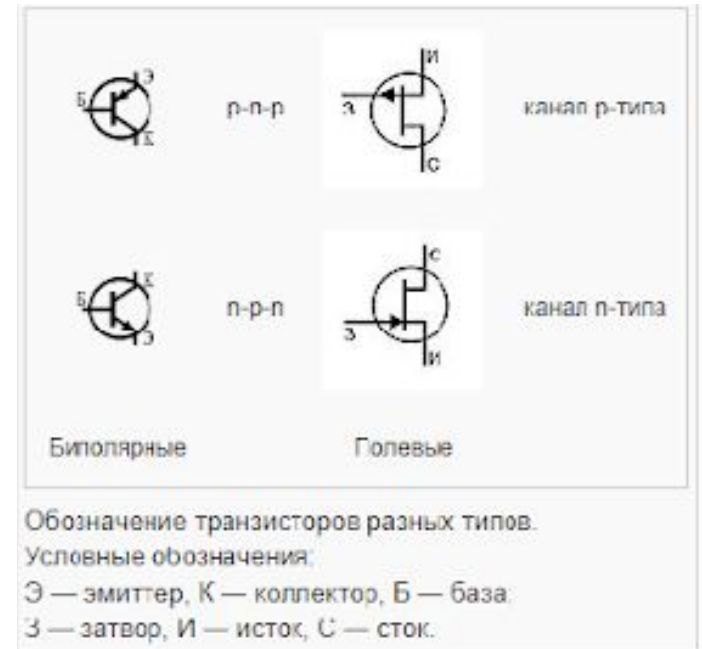 Э
И
Б
p-n-p
З
канал p-типа
К
С
К
С
Б
n-p-n
канал n-типа
З
Э
И
Биполярные
Полевые
Обозначение транзисторов разных типов.
Условные обозначения:
Э — эмиттер, К — коллектор, Б — база;
З — затвор, И — исток, С — сток.